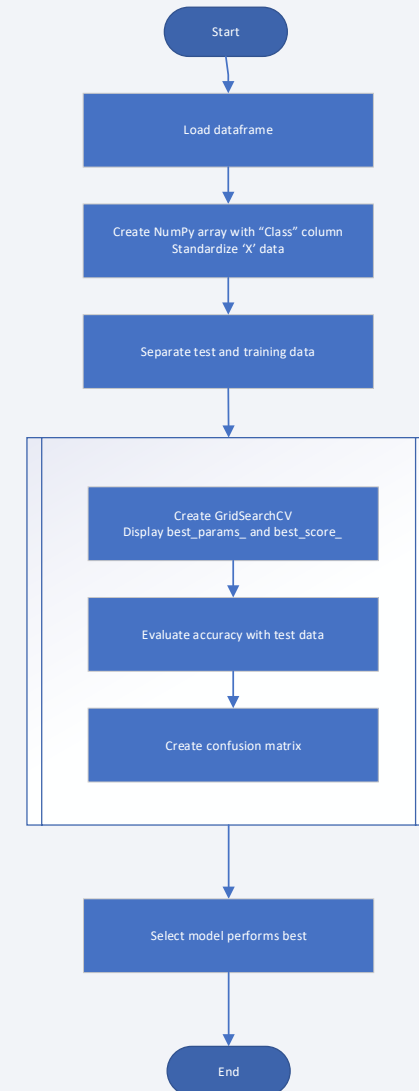 Start
Load dataframe
Create NumPy array with “Class” column
Standardize ‘X’ data
Separate test and training data
Create GridSearchCV
Display best_params_ and best_score_
Evaluate accuracy with test data
Create confusion matrix
Select model performs best
End